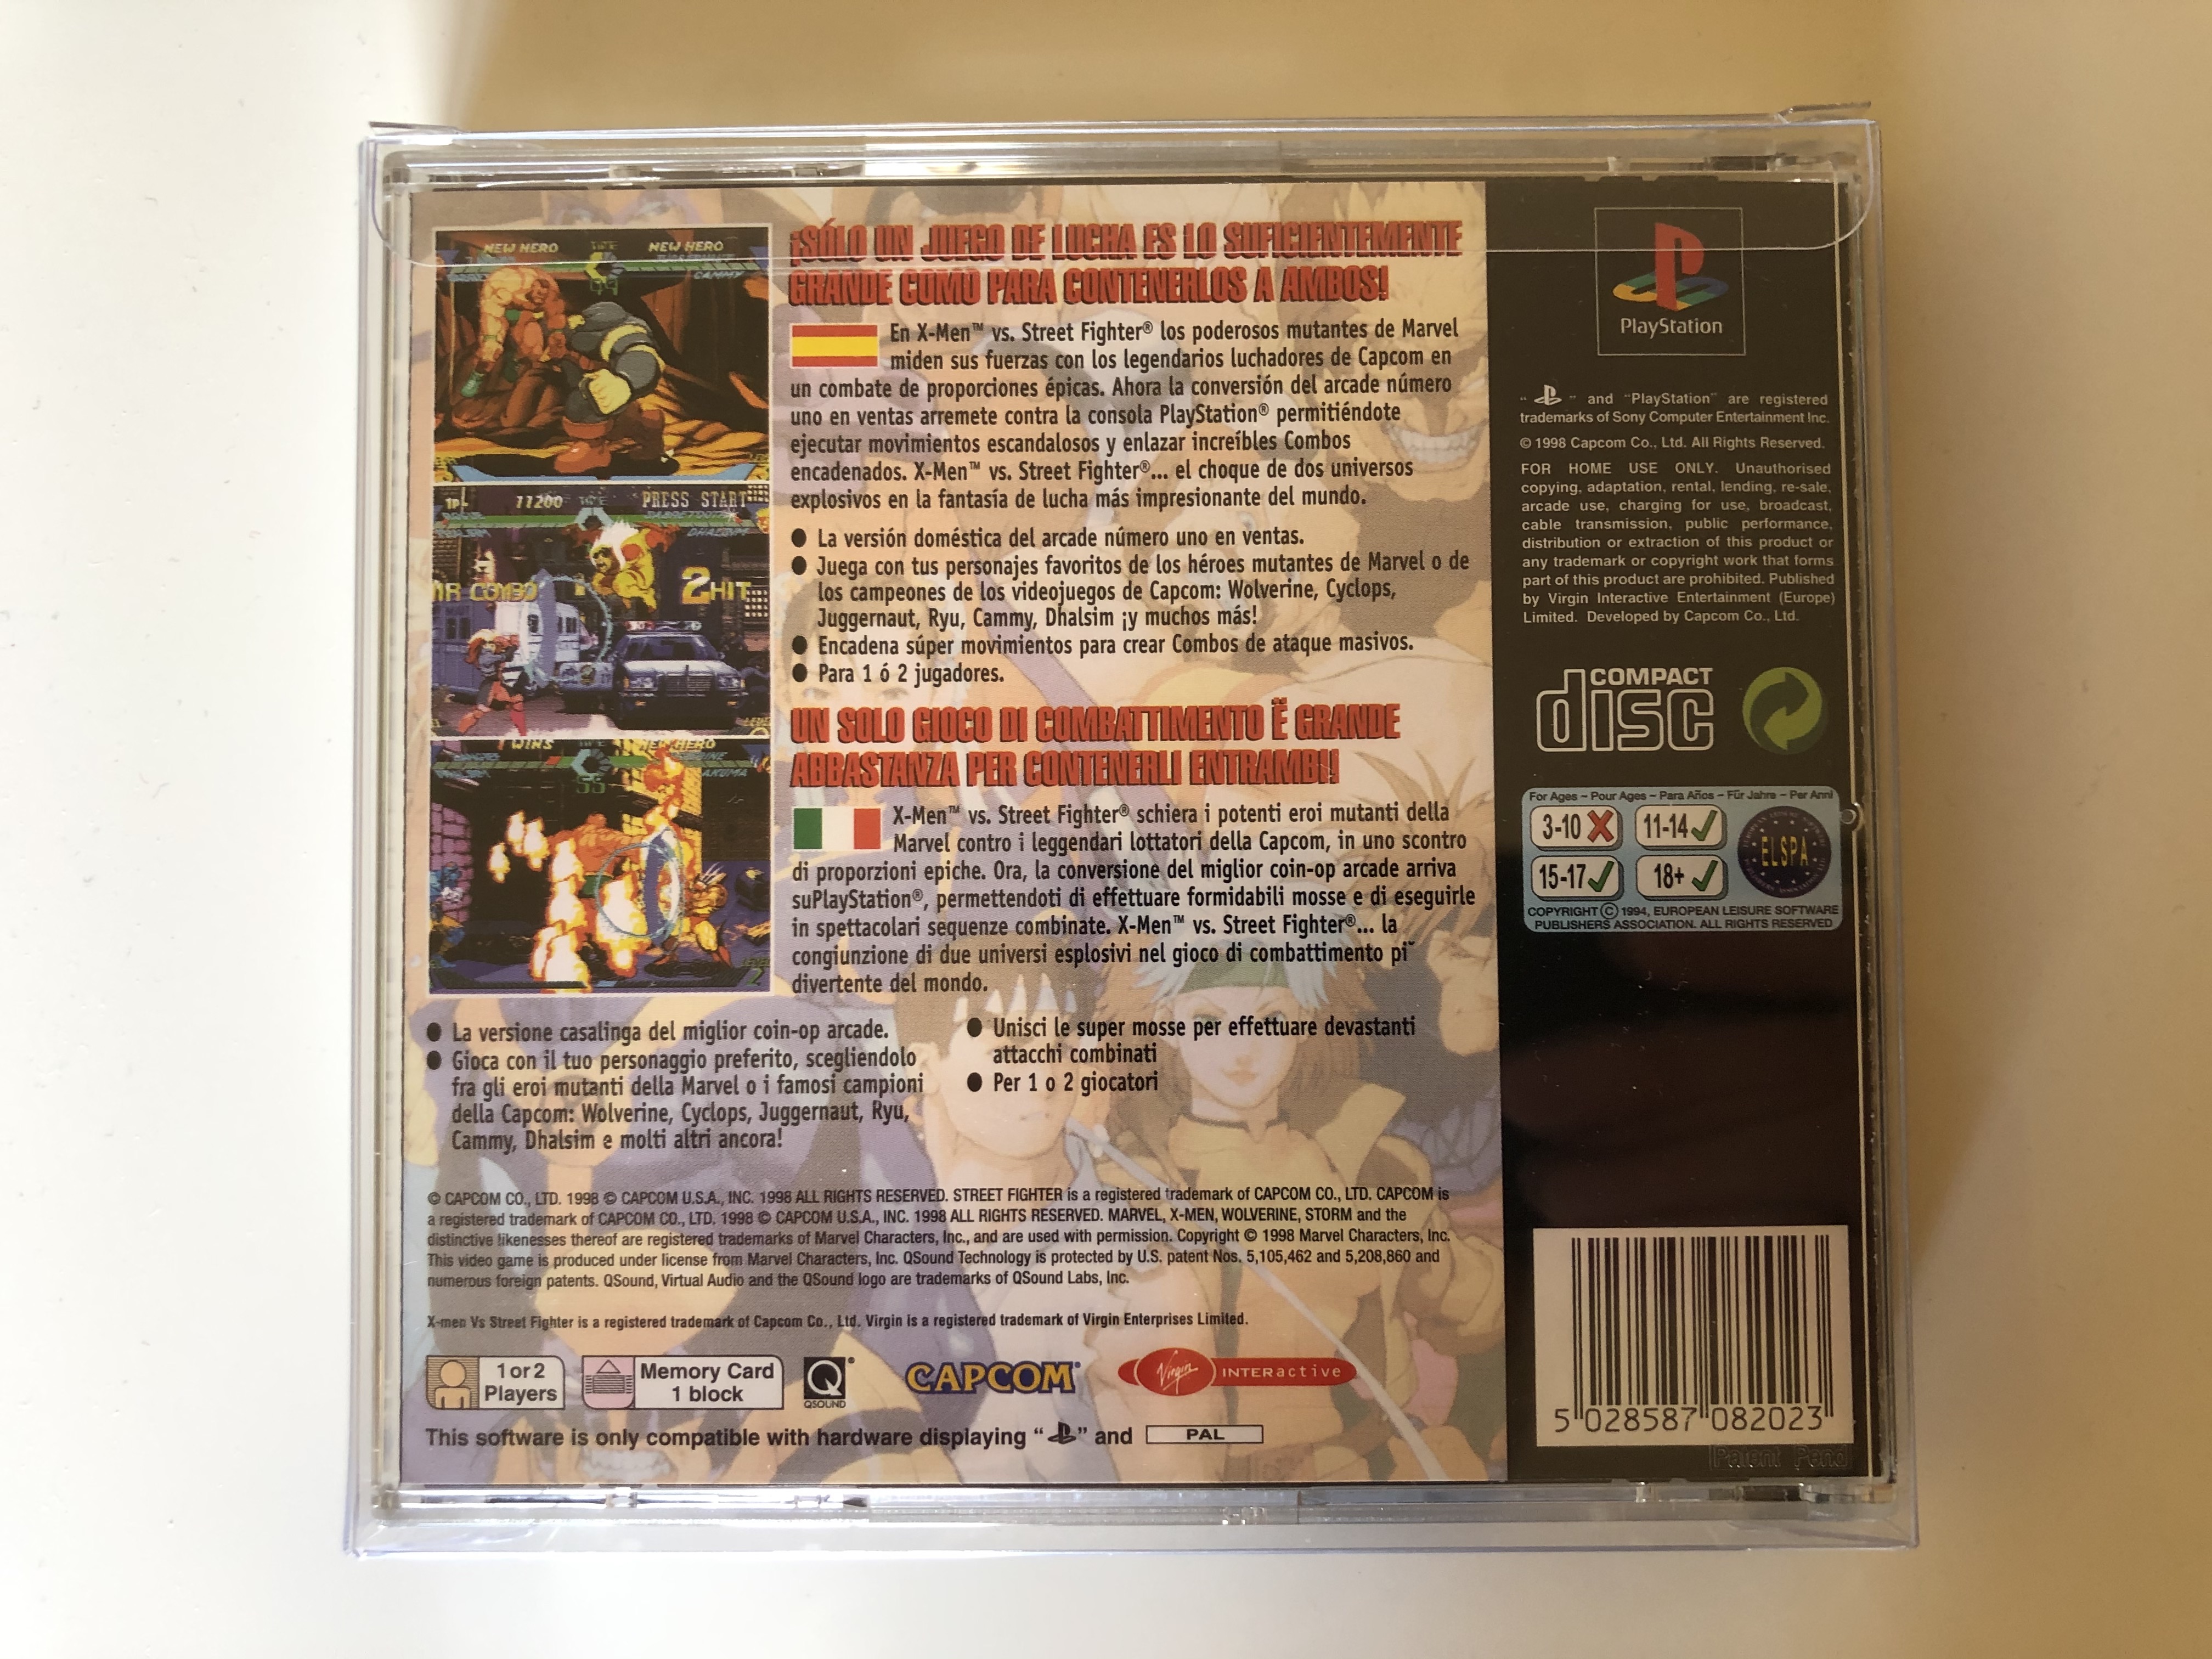 ¡SÓLO UN JUEGO DE LUCHA ES LO SUFICIENTEMENTE
GRANDE COMO PARA CONTENERLOS A AMBOS!
En X-Men™ vs. Street Fighter® los poderosos mutantes de Marvel
miden sus fuerzas con los legendarios luchadores de Capcom en
un combate de proporciones épicas. Ahora la conversión del arcade número
uno en ventas arremete contra la consola PlayStation® permitiéndote
ejecutar movimientos escandalosos y enlazar increíbles Combos
encadenados. X-Men™ vs. Street Fighter®... el choque de dos universos
explosivos en la fantasía de lucha más impresionante del mundo.
● La versión doméstica del arcade número uno en ventas.
● Juega con tus personajes favoritos de los héroes mutantes de Marvel o de
los campeones de los videojuegos de Capcom: Wolverine, Cyclops,
Juggernaut, Ryu, Cammy, Dhalsim ¡y muchos más!
● Encadena súper movimientos para crear Combos de ataque masivos.
● Para 1 ó 2 jugadores.
UN SOLO GIOCO DI COMBATTIMENTO Ë GRANDE
ABBASTANZA PER CONTENERLI ENTRAMBI!
X-Men™ vs. Street Fighter® schiera i potenti eroi mutanti della
Marvel contro i leggendari lottatori della Capcom, in uno scontro
di proporzioni epiche. Ora, la conversione del miglior coin-op arcade arriva
suPlayStation®, permettendoti di effettuare formidabili mosse e di eseguirle
in spettacolari sequenze combinate. X-Men™ vs. Street Fighter®... la
congiunzione di due universi esplosivi nel gioco di combattimento pi˘
divertente del mondo.
● La versione casalinga del miglior coin-op arcade.
● Gioca con il tuo personaggio preferito, scegliendolo
fra gli eroi mutanti della Marvel o i famosi campioni
della Capcom: Wolverine, Cyclops, Juggernaut, Ryu,
Cammy, Dhalsim e molti altri ancora!
● Unisci le super mosse per effettuare devastanti
attacchi combinati
● Per 1 o 2 giocatori
NEW HERO TIME NEW HERO
CAMMY
99
1PL 11200 TIME PRESS START
DHALSIM
COMBO 2HIT
WINS NEW HERO
AKUMA
55
2
© CAPCOM CO., LTD. 1998 © CAPCOM U.S.A., INC. 1998 ALL RIGHTS RESERVED. STREET FIGHTER is a registered trademark of CAPCOM CO., LTD. CAPCOM is
a registered trademark of CAPCOM CO., LTD. 1998 © CAPCOM U.S.A., INC. 1998 ALL RIGHTS RESERVED. MARVEL, X-MEN, WOLVERINE, STORM and the
distinctive likenesses thereof are registered trademarks of Marvel Characters, Inc., and are used with permission. Copyright © 1998 Marvel Characters, Inc.
This video game is produced under license from Marvel Characters, Inc. QSound Technology is protected by U.S. patent Nos. 5,105,462 and 5,208,860 and
numerous foreign patents. QSound, Virtual Audio and the QSound logo are trademarks of QSound Labs, Inc.
X-men Vs Street Fighter is a registered trademark of Capcom Co., Ltd. Virgin is a registered trademark of Virgin Enterprises Limited.
1 or 2
Players
Memory Card
1 block
Q®
QSOUND
CAPCOM®
Virgin INTERactive
This software is only compatible with hardware displaying “ ” and PAL
PlayStation
“ ” and “PlayStation” are registered
trademarks of Sony Computer Entertainment Inc.
© 1998 Capcom Co., Ltd. All Rights Reserved.
FOR HOME USE ONLY. Unauthorised
copying, adaptation, rental, lending, re-sale,
arcade use, charging for use, broadcast,
cable transmission, public performance,
distribution or extraction of this product or
any trademark or copyright work that forms
part of this product are prohibited. Published
by Virgin Interactive Entertainment (Europe)
Limited. Developed by Capcom Co., Ltd.
COMPACT
disc
For Ages – Pour Ages – Para Años – Für Jahre – Per Anni
3-10 11-14
15-17 18+
ELSPA
COPYRIGHT © 1994, EUROPEAN LEISURE SOFTWARE
PUBLISHERS ASSOCIATION. ALL RIGHTS RESERVED
5 028587 082023
Patent Pend